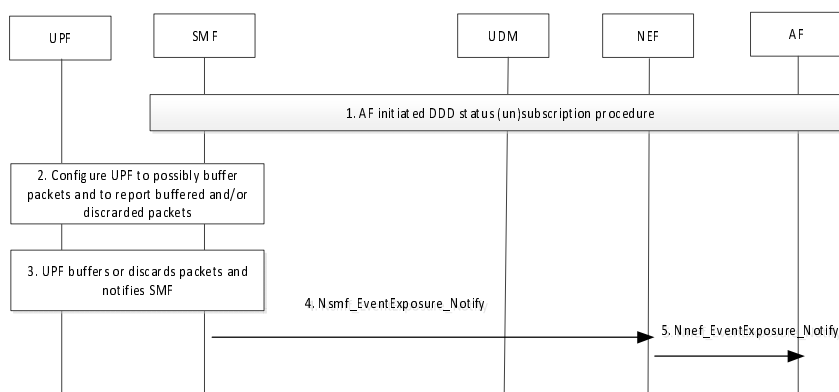 UPF
SMF
UDM
NEF
AF
1. AF initiated DDD status (un)subscription procedure
2. Configure UPF to possibly buffer
packets and to report buffered and/or
discrarded packets
3. UPF buffers or discards packets and
notifies SMF
4. Nsmf_EventExposure_Notify
5. Nnef_EventExposure_Notify